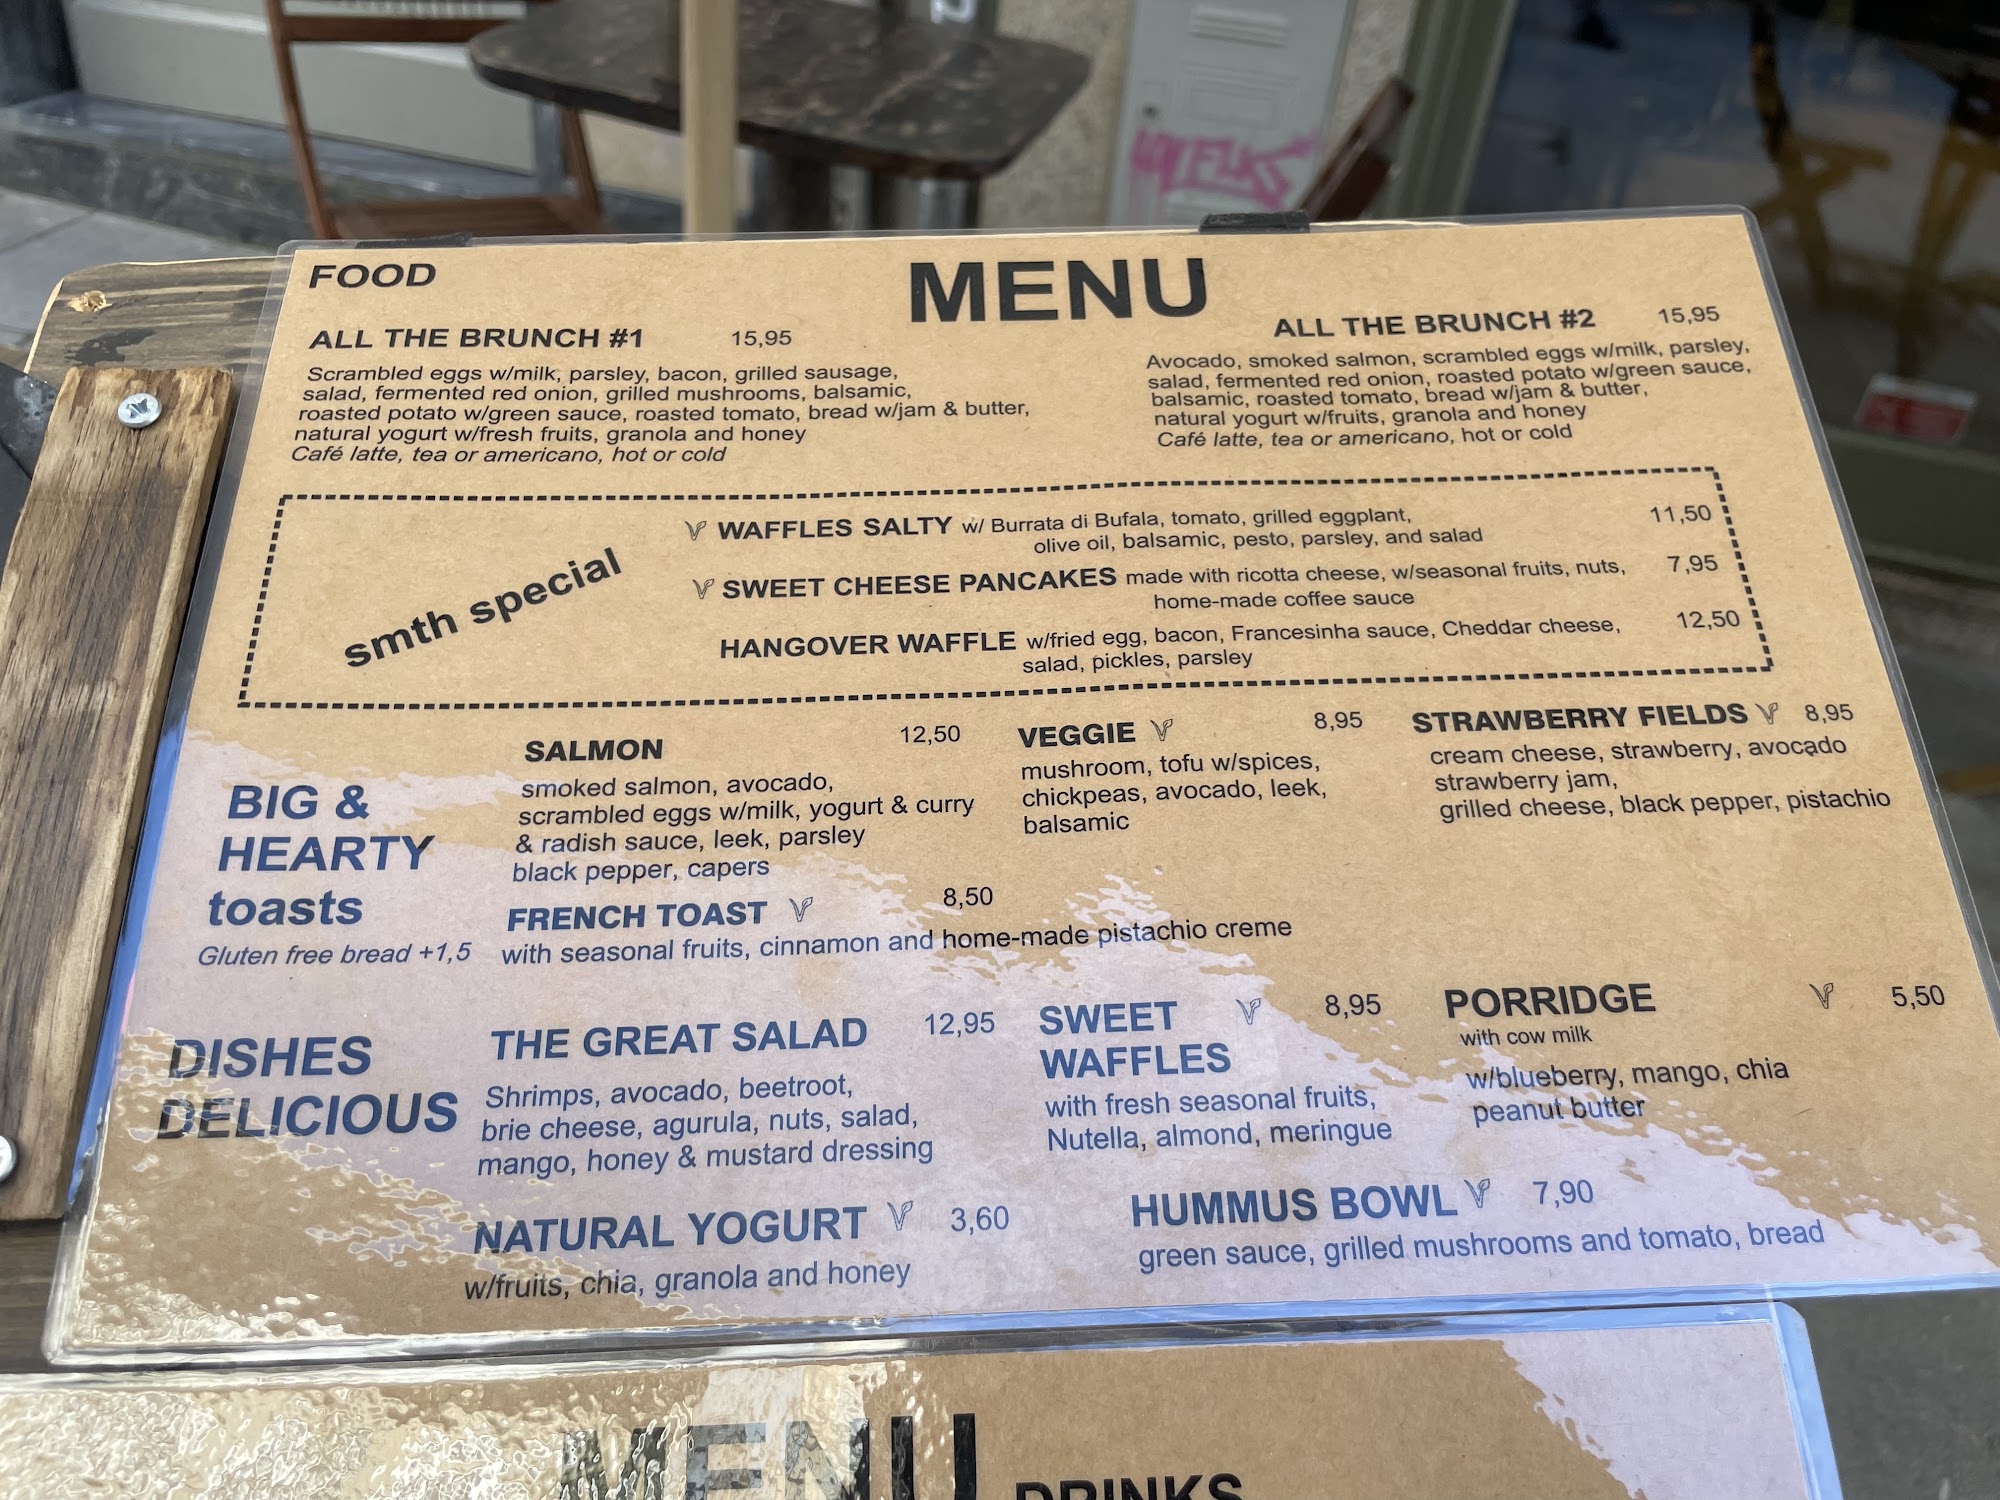 FOOD
MENU
ALL THE BRUNCH #1 15,95
Scrambled eggs w/milk, parsley, bacon, grilled sausage,
salad, fermented red onion, grilled mushrooms, balsamic,
roasted potato w/green sauce, roasted tomato, bread w/jam & butter,
natural yogurt w/fresh fruits, granola and honey
Café latte, tea or americano, hot or cold
ALL THE BRUNCH #2 15,95
Avocado, smoked salmon, scrambled eggs w/milk, parsley,
salad, fermented red onion, roasted potato w/green sauce,
balsamic, roasted tomato, bread w/jam & butter,
natural yogurt w/fruits, granola and honey
Café latte, tea or americano, hot or cold
smth special
WAFFLES SALTY w/ Burrata di Bufala, tomato, grilled eggplant, 11,50
olive oil, balsamic, pesto, parsley, and salad
SWEET CHEESE PANCAKES made with ricotta cheese, w/seasonal fruits, nuts, 7,95
home-made coffee sauce
HANGOVER WAFFLE w/fried egg, bacon, Francesinha sauce, Cheddar cheese, 12,50
salad, pickles, parsley
BIG &
HEARTY
toasts
Gluten free bread +1,5
SALMON 12,50
smoked salmon, avocado,
scrambled eggs w/milk, yogurt & curry
& radish sauce, leek, parsley
black pepper, capers
VEGGIE 8,95
mushroom, tofu w/spices,
chickpeas, avocado, leek,
balsamic
STRAWBERRY FIELDS 8,95
cream cheese, strawberry, avocado
strawberry jam,
grilled cheese, black pepper, pistachio
FRENCH TOAST 8,50
with seasonal fruits, cinnamon and home-made pistachio creme
DISHES
DELICIOUS
THE GREAT SALAD 12,95
Shrimps, avocado, beetroot,
brie cheese, agurula, nuts, salad,
mango, honey & mustard dressing
SWEET 8,95
WAFFLES
with fresh seasonal fruits,
Nutella, almond, meringue
PORRIDGE 5,50
with cow milk
w/blueberry, mango, chia
peanut butter
NATURAL YOGURT 3,60
w/fruits, chia, granola and honey
HUMMUS BOWL 7,90
green sauce, grilled mushrooms and tomato, bread
MENU
DRINKS